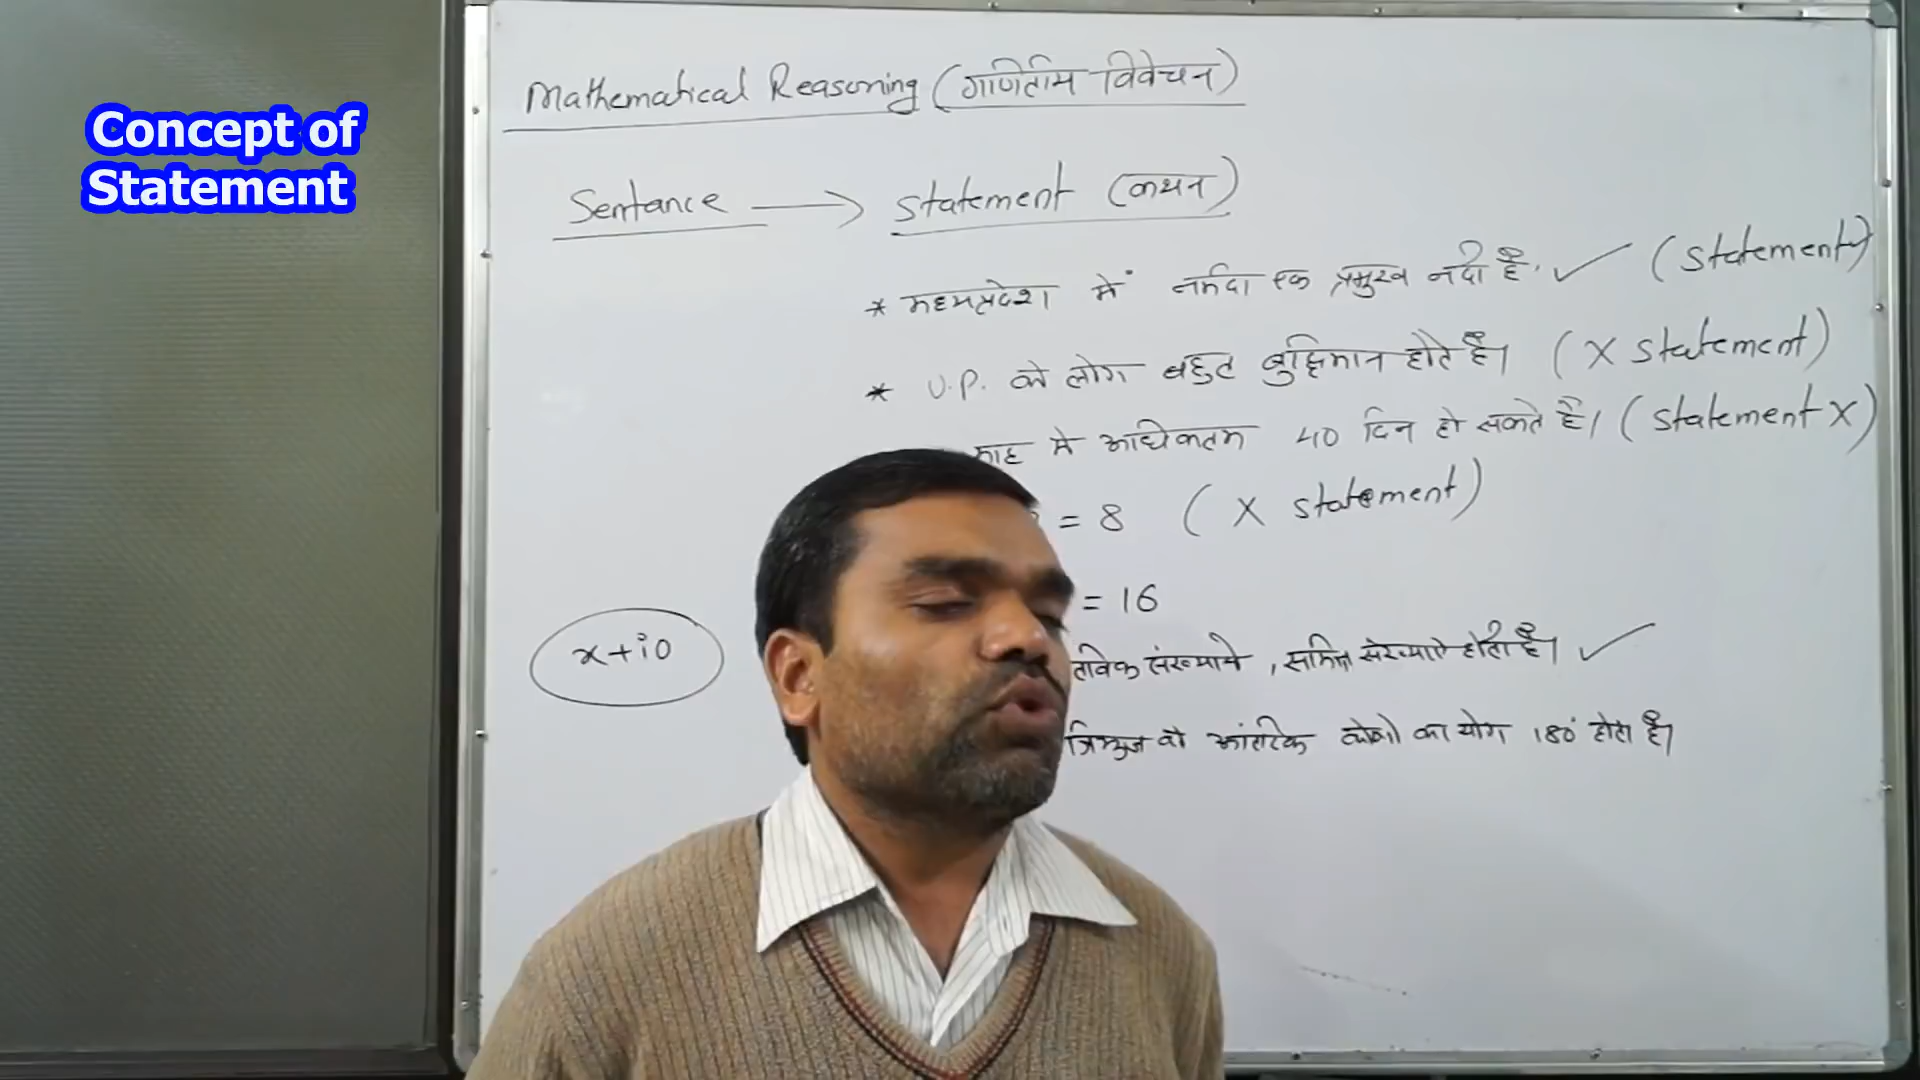 Concept of
Statement
Mathematical Reasoning (गणितीय विवेचन)
Sentance → Statement (कथन)
* मध्यप्रदेश में नर्मदा एक प्रमुख नदी है. ✓ (Statement)
* U.P. के लोग बहुत बुद्धिमान होते है। (X Statement)
माह मे अधिकतम 40 दिन हो सकते है। (Statement X)
= 8 (X Statement)
= 16
x+i0
संख्याये, सम्मिश्र संख्याऐ होती है। ✓
त्रिभुज के आंतरिक कोणो का योग 180° होता है।